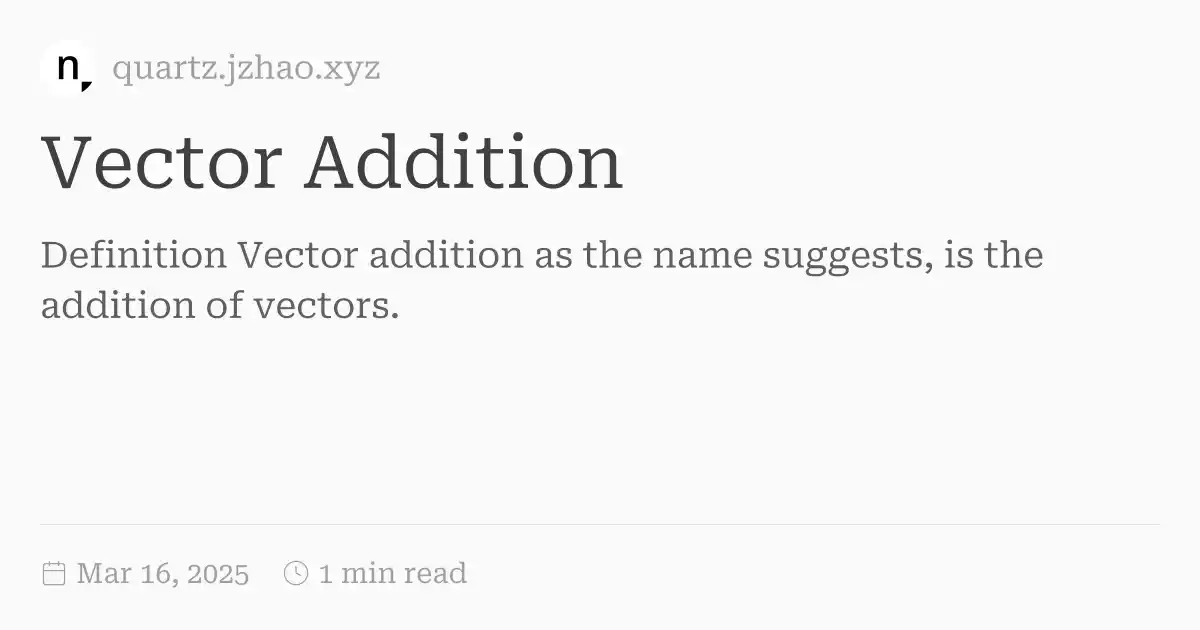 n
quartz.jzhao.xyz
Vector Addition
Definition Vector addition as the name suggests, is the
addition of vectors.
Mar 16, 2025 1 min read